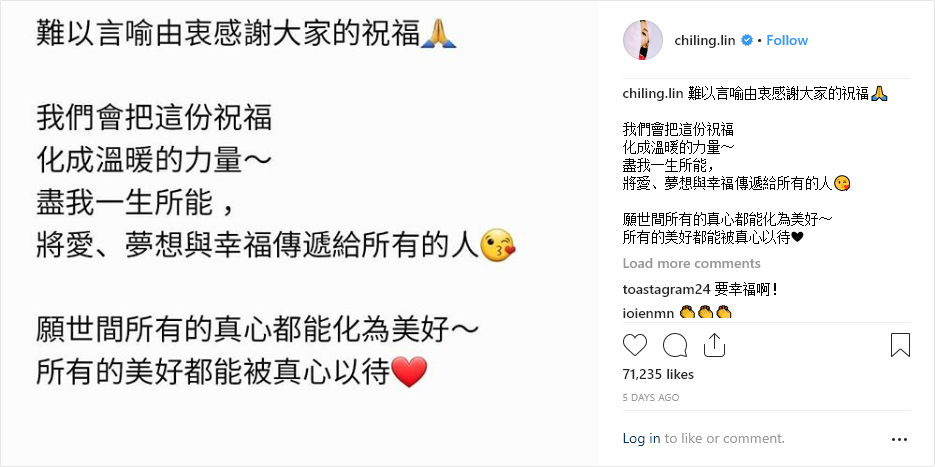 難以言喻由衷感謝大家的祝福🙏
我們會把這份祝福
化成溫暖的力量～
盡我一生所能，
將愛、夢想與幸福傳遞給所有的人😘
願世間所有的真心都能化為美好～
所有的美好都能被真心以待❤️
chiling.lin • Follow
chiling.lin 難以言喻由衷感謝大家的祝福🙏
我們會把這份祝福
化成溫暖的力量～
盡我一生所能，
將愛、夢想與幸福傳遞給所有的人😘
願世間所有的真心都能化為美好～
所有的美好都能被真心以待♥
Load more comments
toastagram24 要幸福啊！
ioienmn 👏👏👏
71,235 likes
5 DAYS AGO
Log in to like or comment.